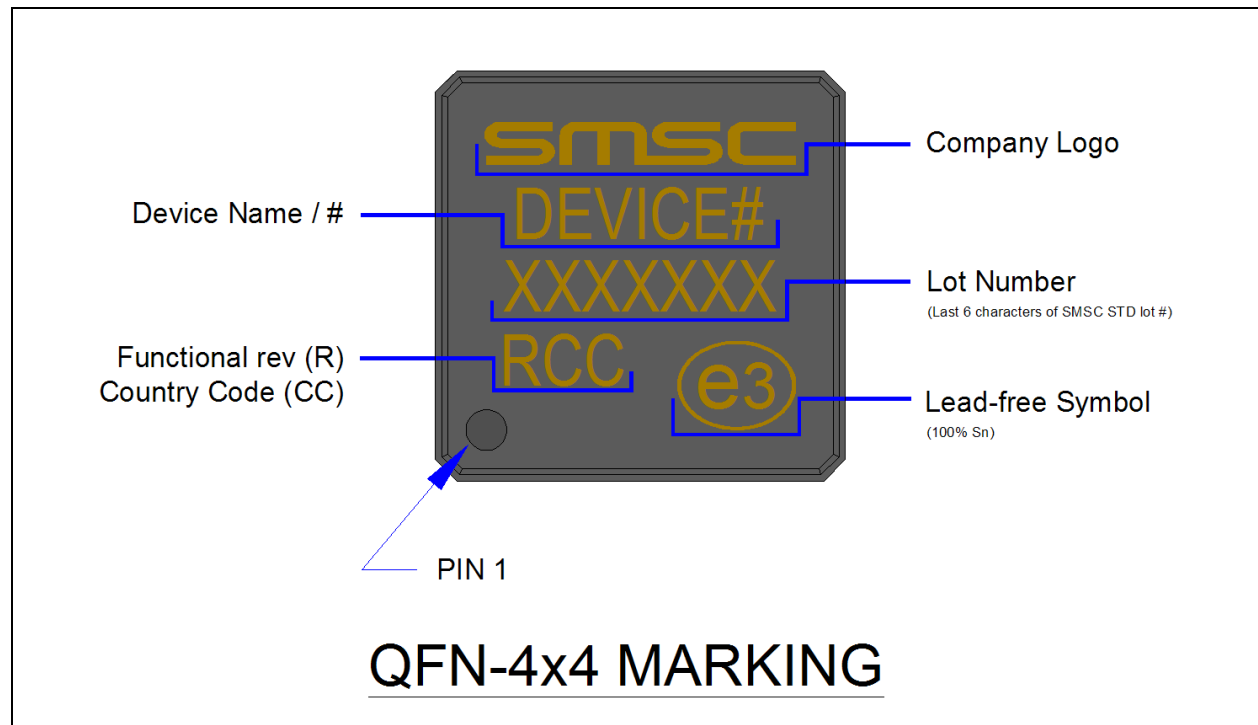 smsc
Company Logo
Device Name / #
DEVICE#
XXXXXXX
Lot Number
(Last 6 characters of SMSC STD lot #)
Functional rev (R)
Country Code (CC)
RCC
e3
Lead-free Symbol
(100% Sn)
PIN 1
QFN-4x4 MARKING